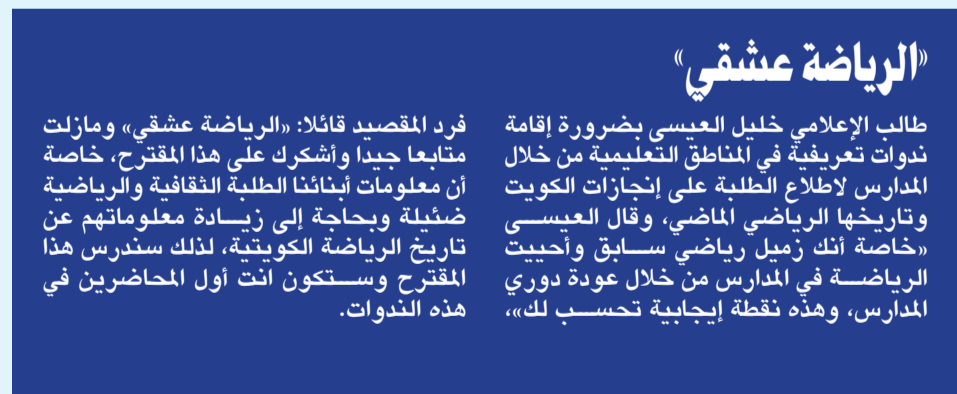 «الرياضة عشقي»
طالب الإعلامي خليل العيسى بضرورة إقامة
ندوات تعريفية في المناطق التعليمية من خلال
المدارس لاطلاع الطلبة على إنجازات الكويت
وتاريخها الرياضي الماضي، وقال العيسى
«خاصة أنك زميل رياضي سابق وأحييت
الرياضة في المدارس من خلال عودة دوري
المدارس، وهذه نقطة إيجابية تحسب لك»،
فرد المقصيد قائلا: «الرياضة عشقي» ومازلت
متابعا جيدا وأشكرك على هذا المقترح، خاصة
أن معلومات أبنائنا الطلبة الثقافية والرياضية
ضئيلة وبحاجة إلى زيادة معلوماتهم عن
تاريخ الرياضة الكويتية، لذلك سندرس هذا
المقترح وستكون انت أول المحاضرين في
هذه الندوات.